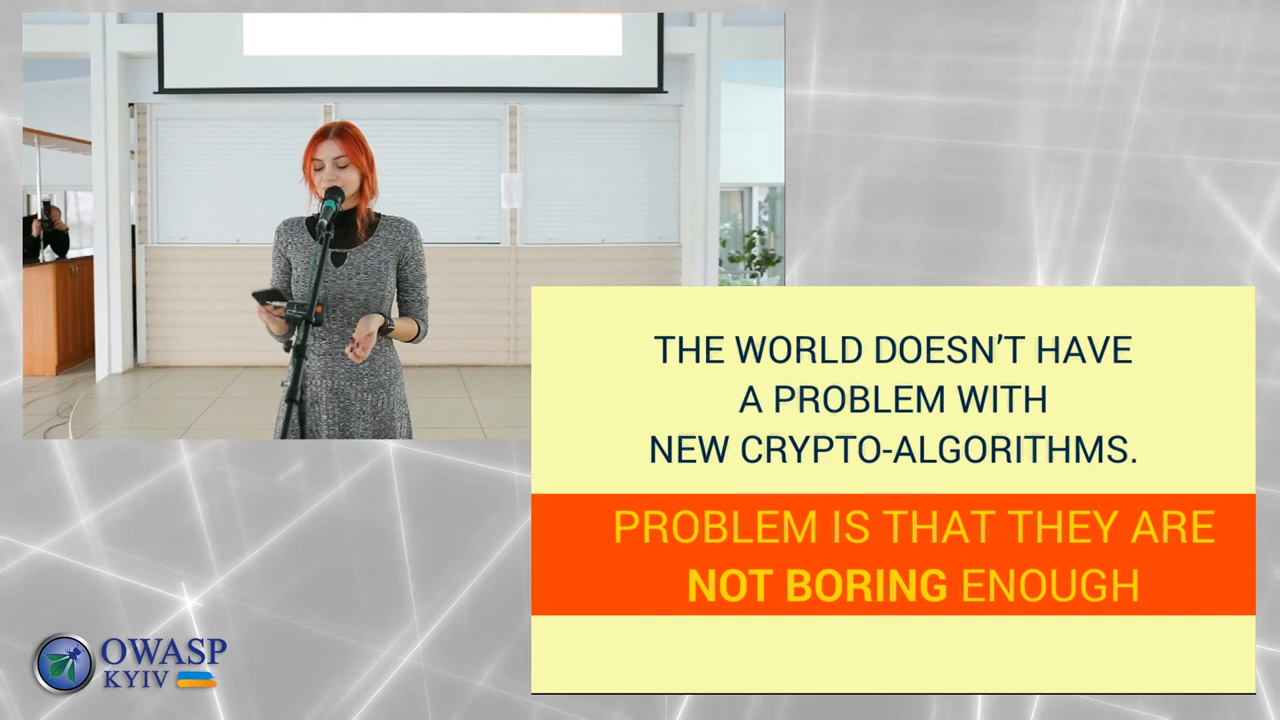 THE WORLD DOESN’T HAVE
A PROBLEM WITH
NEW CRYPTO-ALGORITHMS.
PROBLEM IS THAT THEY ARE
NOT BORING ENOUGH
OWASP
KYIV